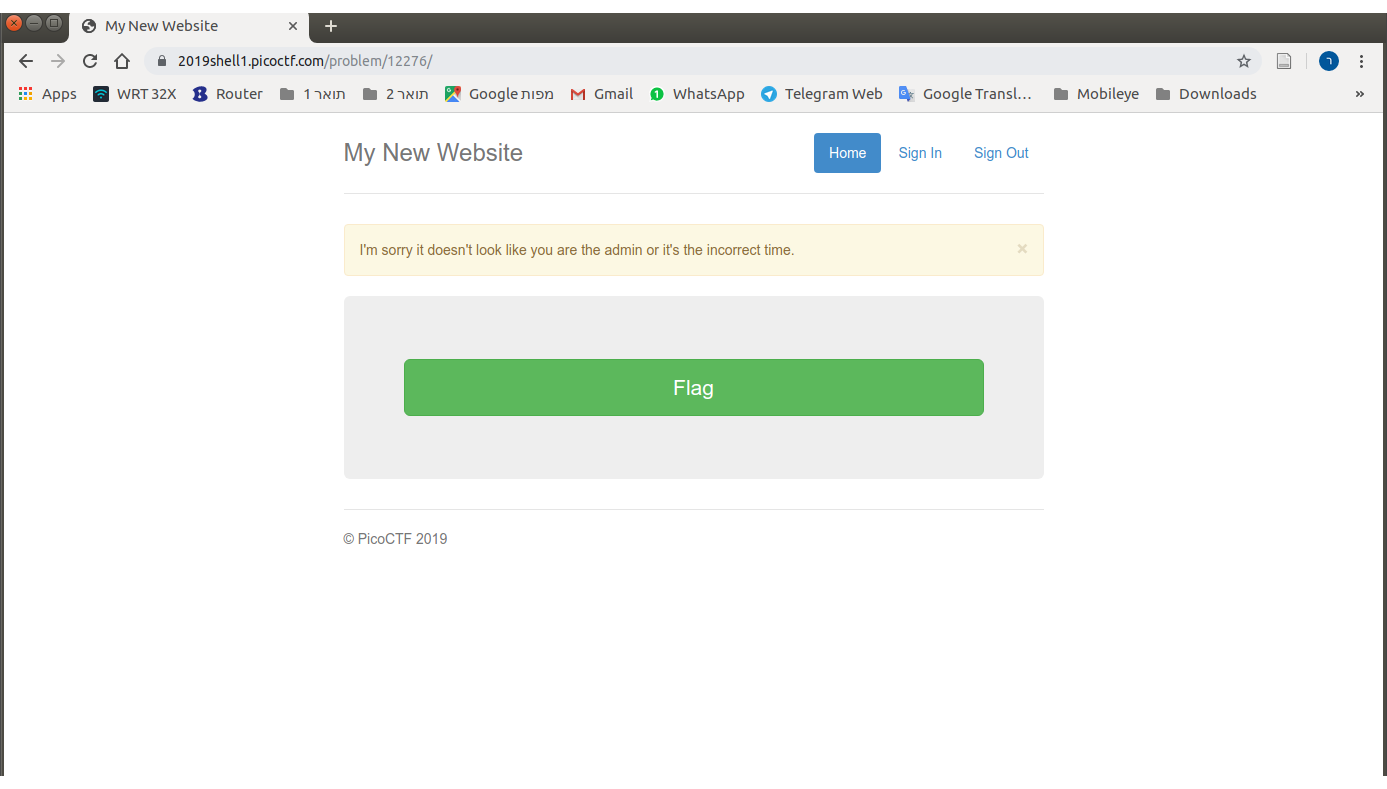 My New Website
2019shell1.picoctf.com/problem/12276/
Apps WRT 32X Router תואר 1 תואר 2 מפות Google Gmail WhatsApp Telegram Web Google Transl... Mobileye Downloads »
My New Website Home Sign In Sign Out
I'm sorry it doesn't look like you are the admin or it's the incorrect time. ×
Flag
© PicoCTF 2019